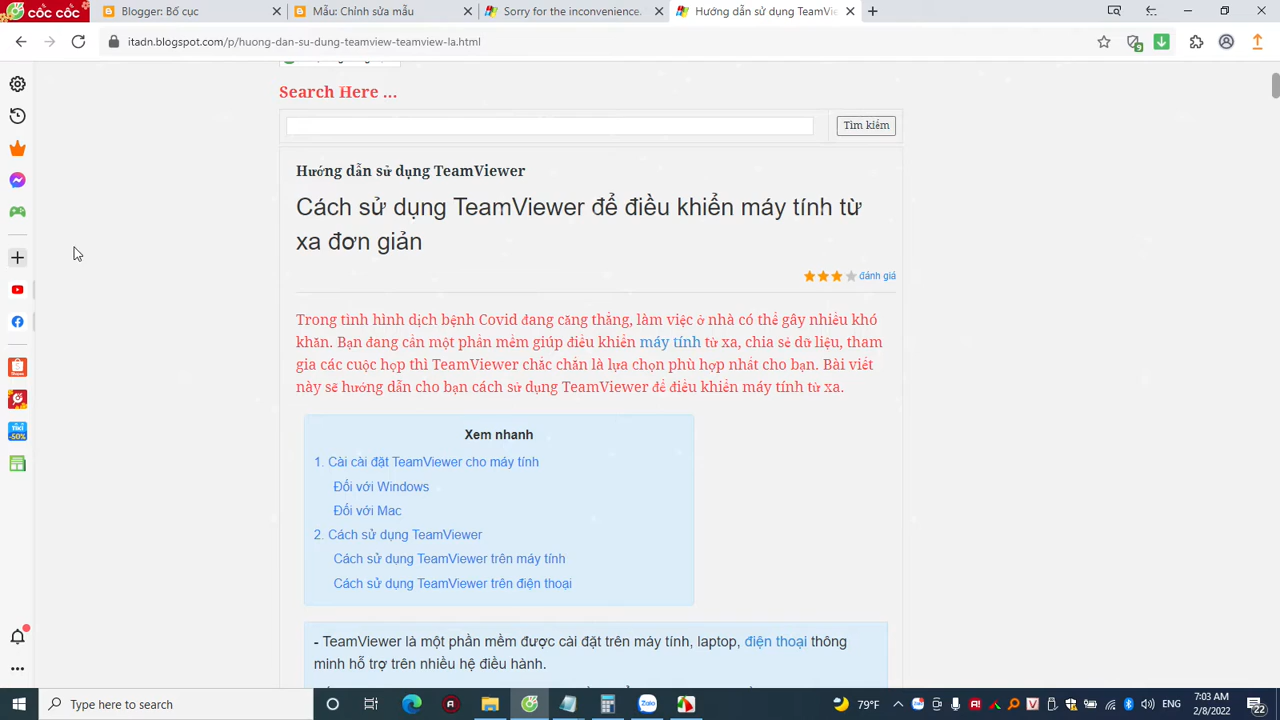 cốc cốc
Blogger: Bố cục
Mẫu: Chỉnh sửa mẫu
Sorry for the inconvenience.
Hướng dẫn sử dụng TeamVie
itadn.blogspot.com/p/huong-dan-su-dung-teamview-teamview-la.html
9
Search Here ...
Tìm kiếm
Hướng dẫn sử dụng TeamViewer
Cách sử dụng TeamViewer để điều khiển máy tính từ
xa đơn giản
đánh giá
Trong tình hình dịch bệnh Covid đang căng thẳng, làm việc ở nhà có thể gây nhiều khó
khăn. Bạn đang cần một phần mềm giúp điều khiển máy tính từ xa, chia sẻ dữ liệu, tham
gia các cuộc họp thì TeamViewer chắc chắn là lựa chọn phù hợp nhất cho bạn. Bài viết
này sẽ hướng dẫn cho bạn cách sử dụng TeamViewer để điều khiển máy tính từ xa.
Xem nhanh
1. Cài cài đặt TeamViewer cho máy tính
Đối với Windows
Đối với Mac
2. Cách sử dụng TeamViewer
Cách sử dụng TeamViewer trên máy tính
Cách sử dụng TeamViewer trên điện thoại
- TeamViewer là một phần mềm được cài đặt trên máy tính, laptop, điện thoại thông
minh hỗ trợ trên nhiều hệ điều hành.
TIKI
-50%
Type here to search
Zalo
79°F
ENG
7:03 AM
2/8/2022
22